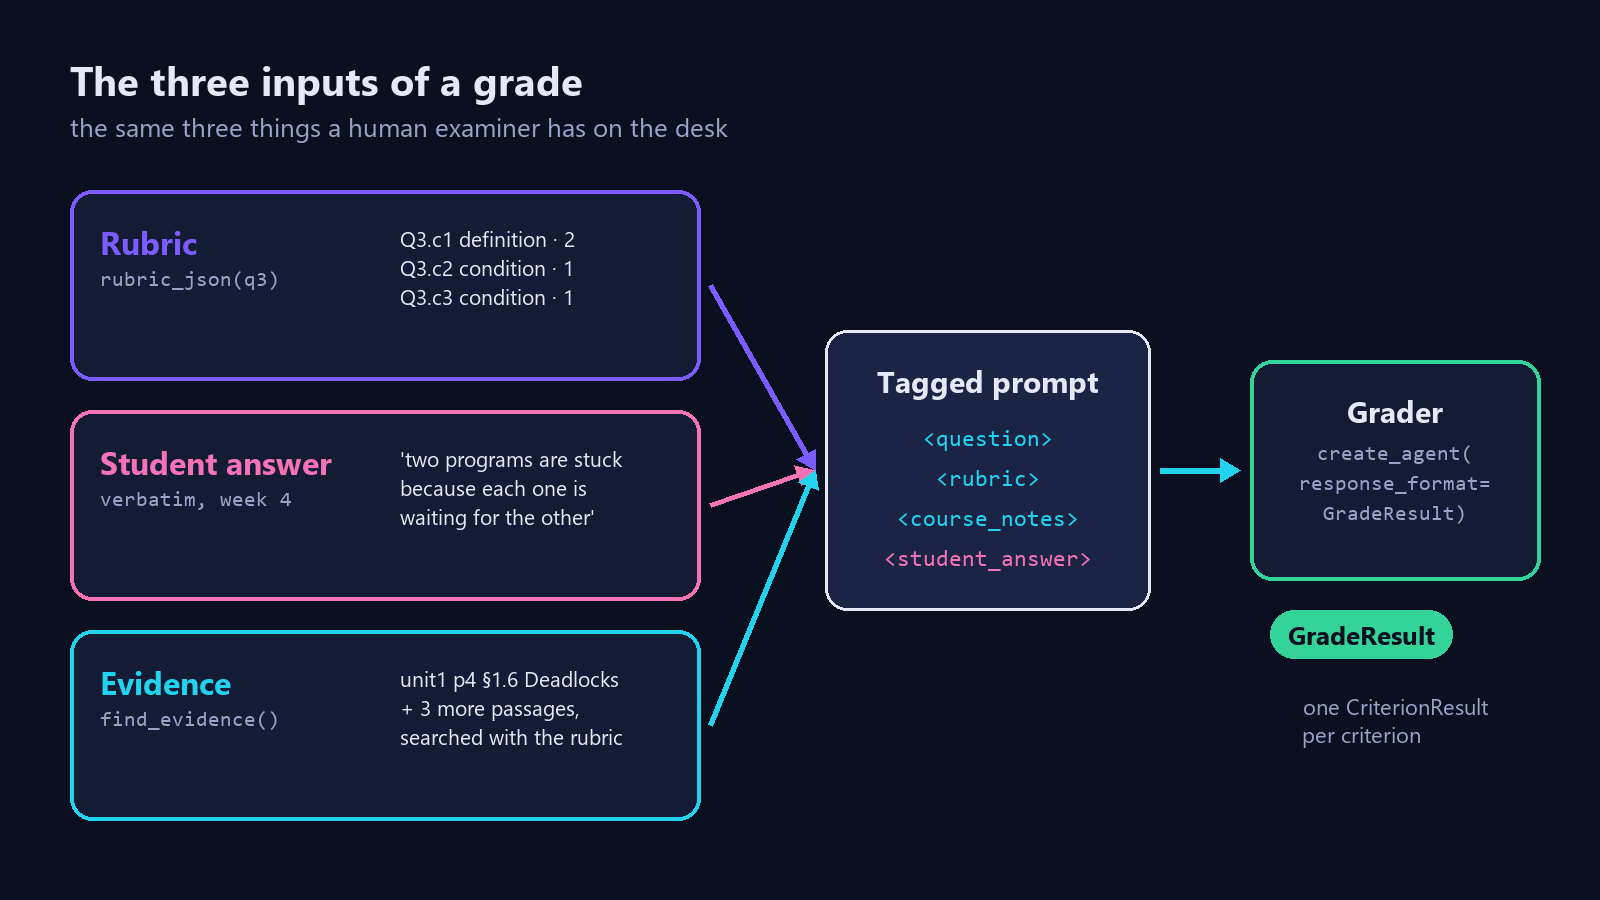 The three inputs of a grade
the same three things a human examiner has on the desk
Rubric
rubric_json(q3)
Q3.c1 definition · 2
Q3.c2 condition · 1
Q3.c3 condition · 1
Student answer
verbatim, week 4
'two programs are stuck
because each one is
waiting for the other'
Evidence
find_evidence()
unit1 p4 §1.6 Deadlocks
+ 3 more passages,
searched with the rubric
Tagged prompt
<question>
<rubric>
<course_notes>
<student_answer>
Grader
create_agent(
response_format=
GradeResult)
GradeResult
one CriterionResult
per criterion